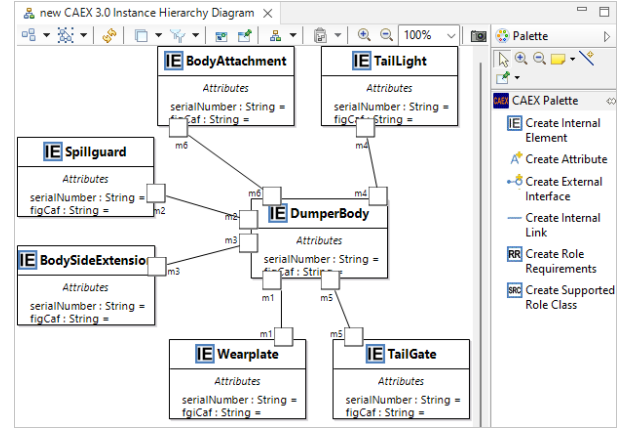 new CAEX 3.0 Instance Hierarchy Diagram
100%
Palette
CAEX Palette
IE Create Internal
Element
Create Attribute
Create External
Interface
Create Internal
Link
RR Create Role
Requirements
SRC Create Supported
Role Class
IE BodyAttachment
Attributes
serialNumber : String =
figCaf : String =
m6
IE TailLight
Attributes
serialNumber : String =
figCaf : String =
m4
IE Spillguard
Attributes
serialNumber : String =
figCaf : String =
m2
m6
m4
m2
m3
IE DumperBody
Attributes
serialNumber : String =
figCaf : String =
m1
m5
IE BodySideExtension
Attributes
serialNumber : String =
figCaf : String =
m3
m1
IE Wearplate
Attributes
serialNumber : String =
figCaf : String =
m5
IE TailGate
Attributes
serialNumber : String =
figCaf : String =